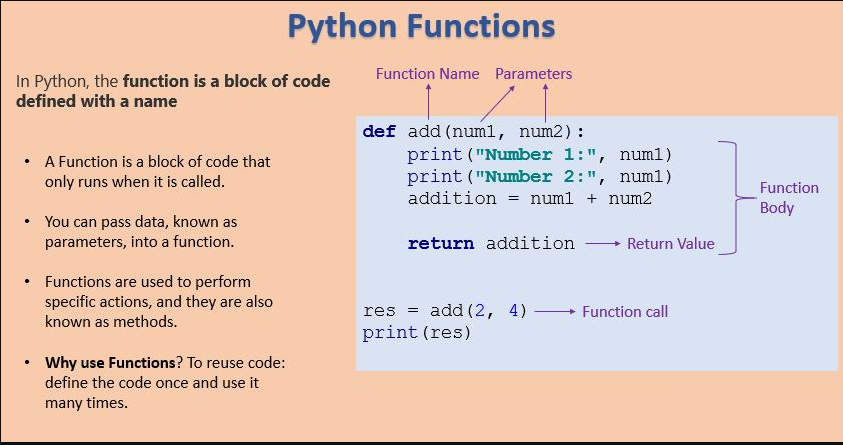 Python Functions
In Python, the function is a block of code
defined with a name
• A Function is a block of code that
only runs when it is called.
• You can pass data, known as
parameters, into a function.
• Functions are used to perform
specific actions, and they are also
known as methods.
• Why use Functions? To reuse code:
define the code once and use it
many times.
Function Name Parameters
def add(num1, num2):
    print("Number 1:", num1)
    print("Number 2:", num1)
    addition = num1 + num2
    return addition
Return Value
Function
Body
res = add(2, 4)
Function call
print(res)